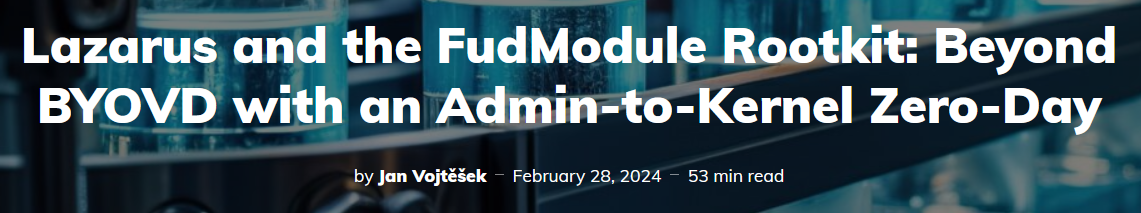 Lazarus and the FudModule Rootkit: Beyond
BYOVD with an Admin-to-Kernel Zero-Day
by Jan Vojtěšek – February 28, 2024 – 53 min read